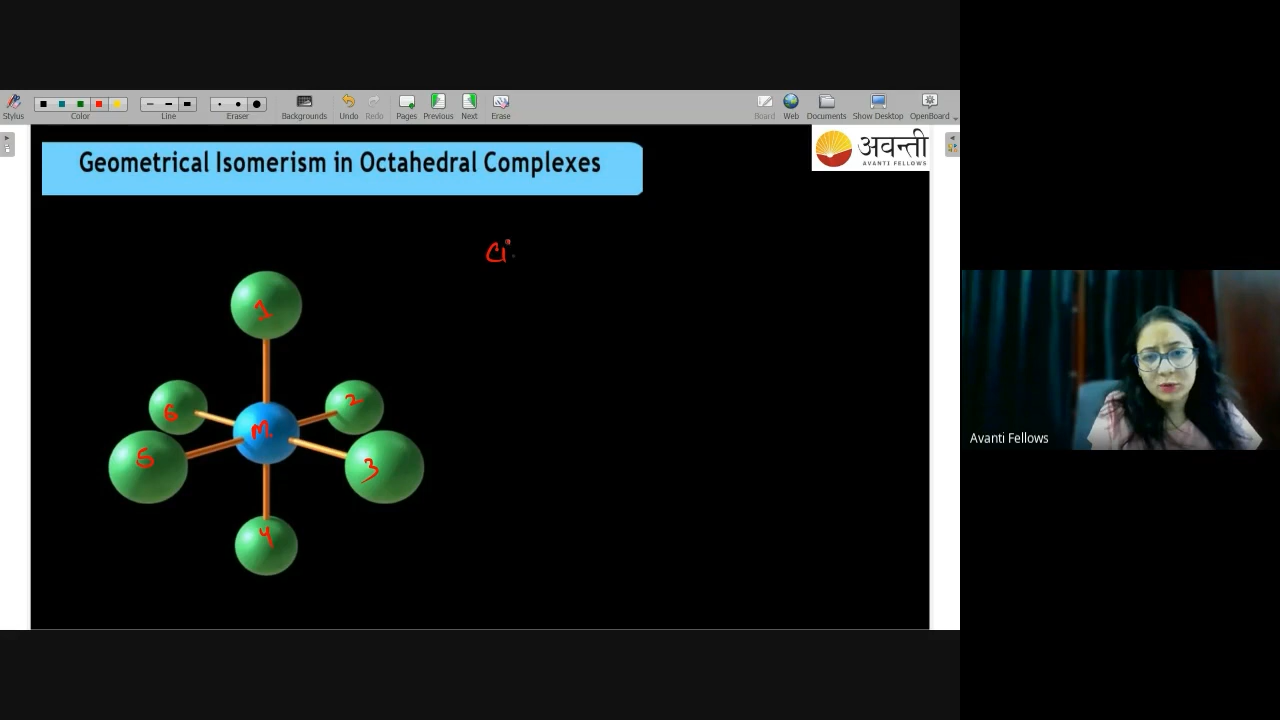 Stylus
Color
Line
Eraser
Backgrounds
Undo
Redo
Pages
Previous
Next
Erase
Board
Web
Documents
Show Desktop
OpenBoard
Geometrical Isomerism in Octahedral Complexes
अवन्ती
AVANTI FELLOWS
Ci
1
6
2
M
5
3
4
Avanti Fellows